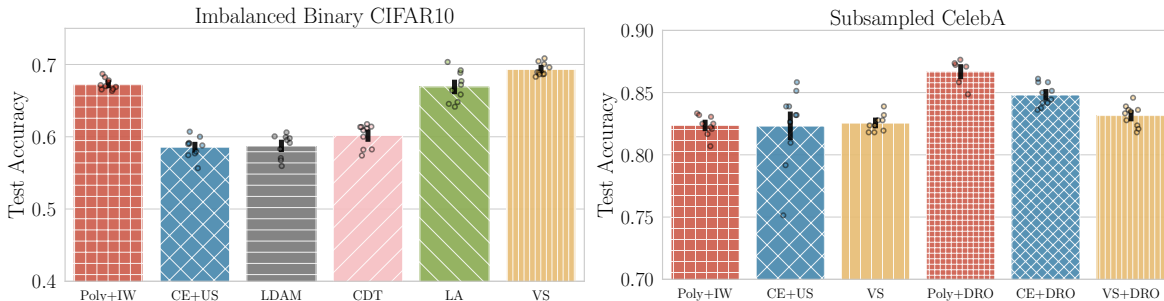 Imbalanced Binary CIFAR10
Test Accuracy
0.7
0.6
0.5
0.4
Poly+IW CE+US LDAM CDT LA VS
Subsampled CelebA
Test Accuracy
0.90
0.85
0.80
0.75
0.70
Poly+IW CE+US VS Poly+DRO CE+DRO VS+DRO